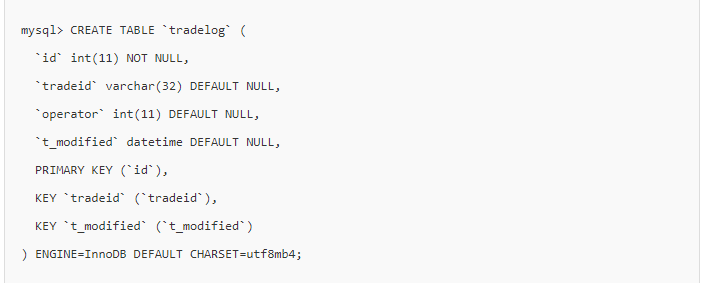 mysql> CREATE TABLE `tradelog` (
`id` int(11) NOT NULL,
`tradeid` varchar(32) DEFAULT NULL,
`operator` int(11) DEFAULT NULL,
`t_modified` datetime DEFAULT NULL,
PRIMARY KEY (`id`),
KEY `tradeid` (`tradeid`),
KEY `t_modified` (`t_modified`)
) ENGINE=InnoDB DEFAULT CHARSET=utf8mb4;